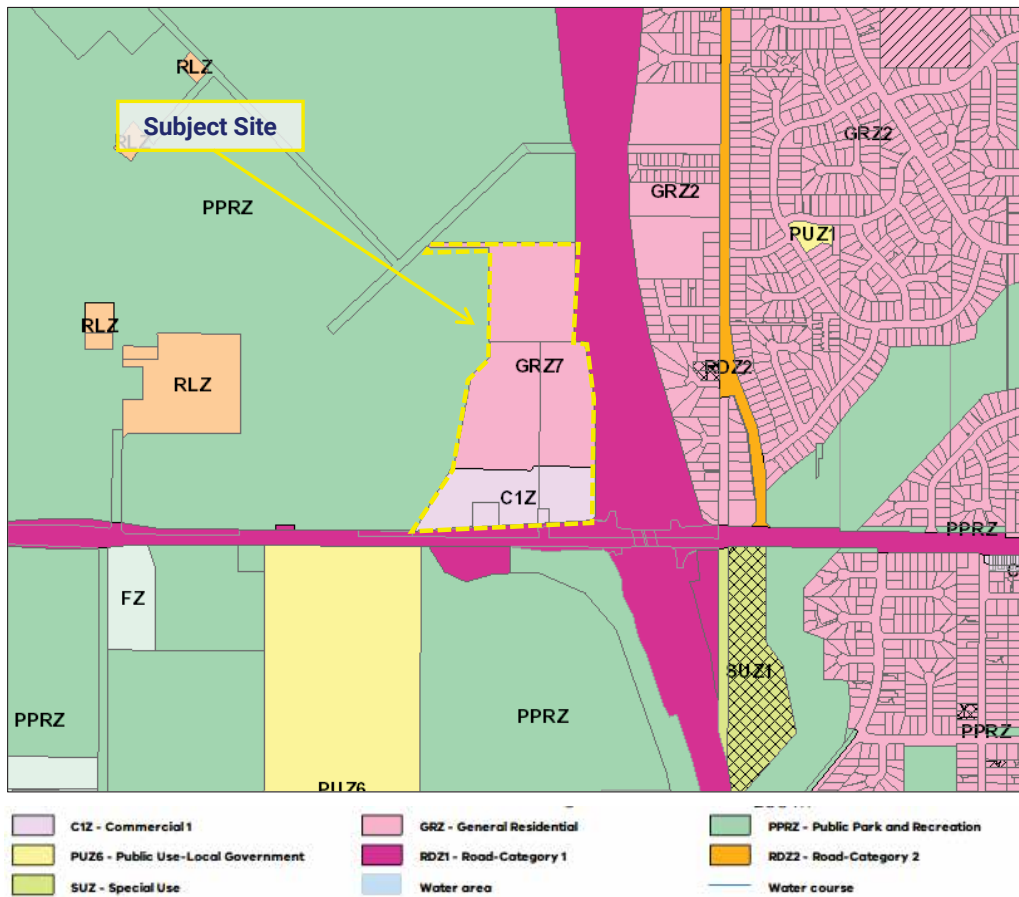 RLZ
Subject Site
RLZ
GRZ2
PPRZ
GRZ2
PUZ1
RLZ
RLZ
GRZ7
RDZ2
C1Z
PPRZ
FZ
SUZ1
PPRZ
PPRZ
PPRZ
PUZ6
C1Z - Commercial 1
GRZ - General Residential
PPRZ - Public Park and Recreation
PUZ6 - Public Use-Local Government
RDZ1 - Road-Category 1
RDZ2 - Road-Category 2
SUZ - Special Use
Water area
Water course